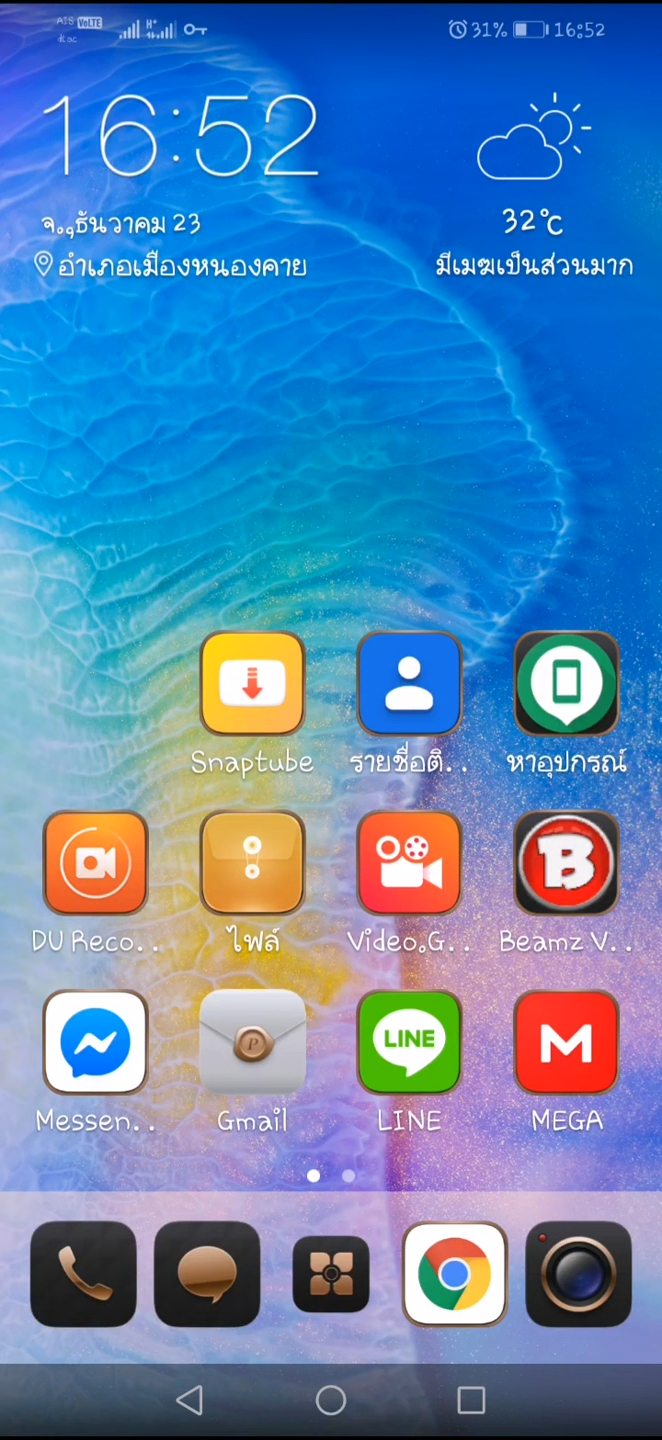 AIS VoLTE
dtac
H+
31% 16:52
16:52
จ.,ธันวาคม 23
32℃
อำเภอเมืองหนองคาย
มีเมฆเป็นส่วนมาก
Snaptube
รายชื่อติ..
หาอุปกรณ์
B
DU Reco..
ไฟล์
Video.G..
Beamz V..
P
LINE
M
Messen..
Gmail
LINE
MEGA